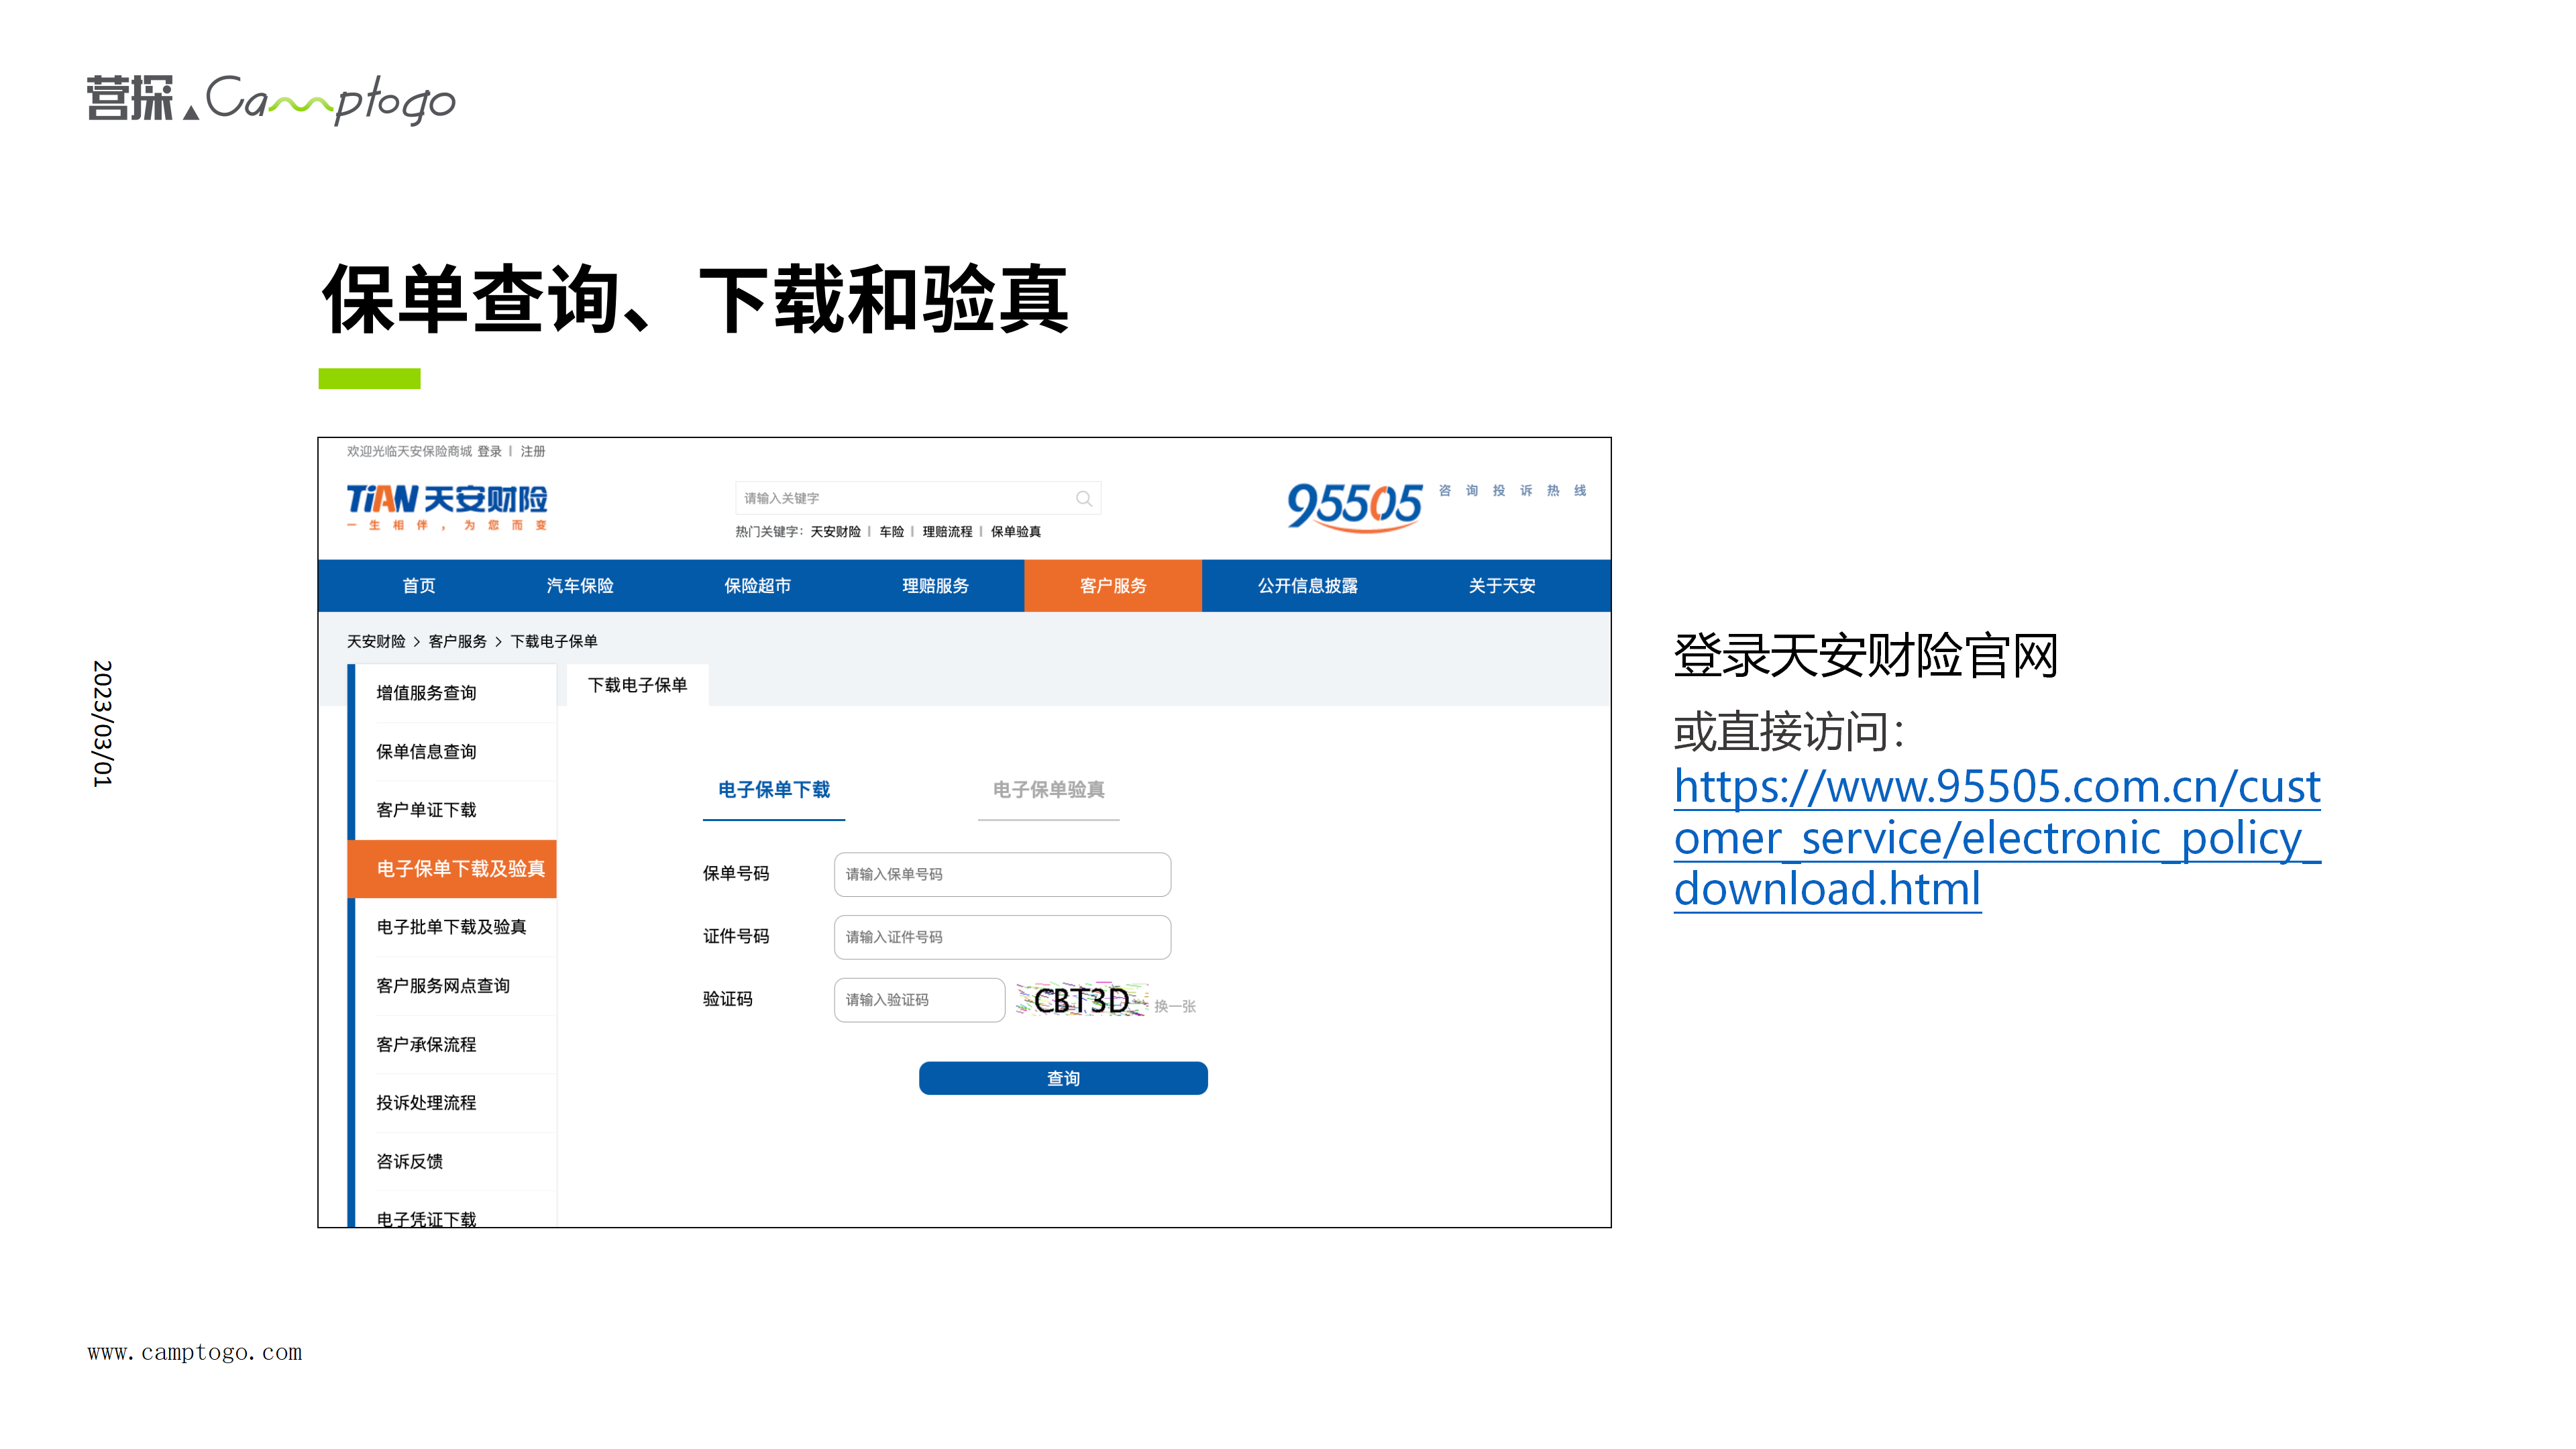 营探 Camptogo
保单查询、下载和验真
欢迎光临天安保险商城 登录 | 注册
TiAN 天安财险
一生相伴，为您而变
请输入关键字
热门关键字：天安财险 | 车险 | 理赔流程 | 保单验真
95505 咨询投诉热线
首页 汽车保险 保险超市 理赔服务 客户服务 公开信息披露 关于天安
天安财险 > 客户服务 > 下载电子保单
增值服务查询
保单信息查询
客户单证下载
电子保单下载及验真
电子批单下载及验真
客户服务网点查询
客户承保流程
投诉处理流程
咨诉反馈
电子凭证下载
下载电子保单
电子保单下载 电子保单验真
保单号码 请输入保单号码
证件号码 请输入证件号码
验证码 请输入验证码 CBT3D 换一张
查询
登录天安财险官网
或直接访问：
https://www.95505.com.cn/cust
omer_service/electronic_policy_
download.html
2023/03/01
www.camptogo.com